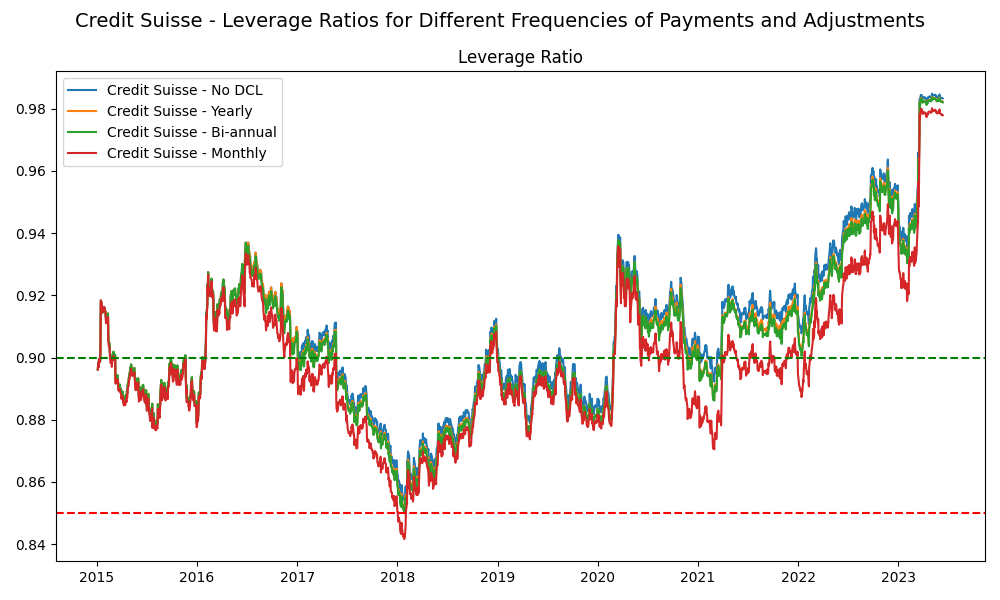 Credit Suisse - Leverage Ratios for Different Frequencies of Payments and Adjustments
Leverage Ratio
Credit Suisse - No DCL
Credit Suisse - Yearly
Credit Suisse - Bi-annual
Credit Suisse - Monthly
0.98
0.96
0.94
0.92
0.90
0.88
0.86
0.84
2015 2016 2017 2018 2019 2020 2021 2022 2023